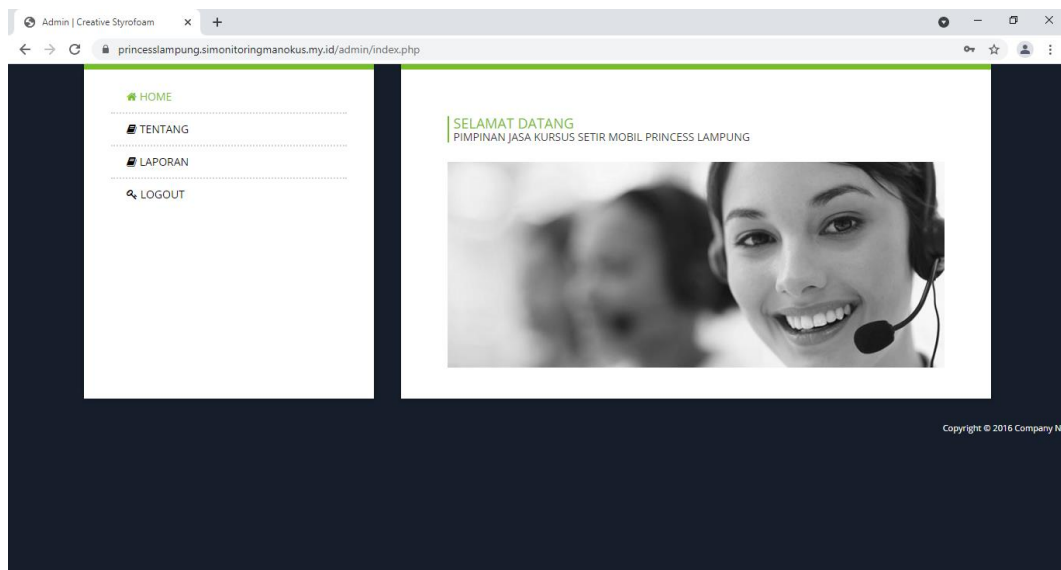 Admin | Creative Styrofoam
princesslampung.simonitoringmanokus.my.id/admin/index.php
HOME
TENTANG
LAPORAN
LOGOUT
SELAMAT DATANG
PIMPINAN JASA KURSUS SETIR MOBIL PRINCESS LAMPUNG
Copyright © 2016 Company N